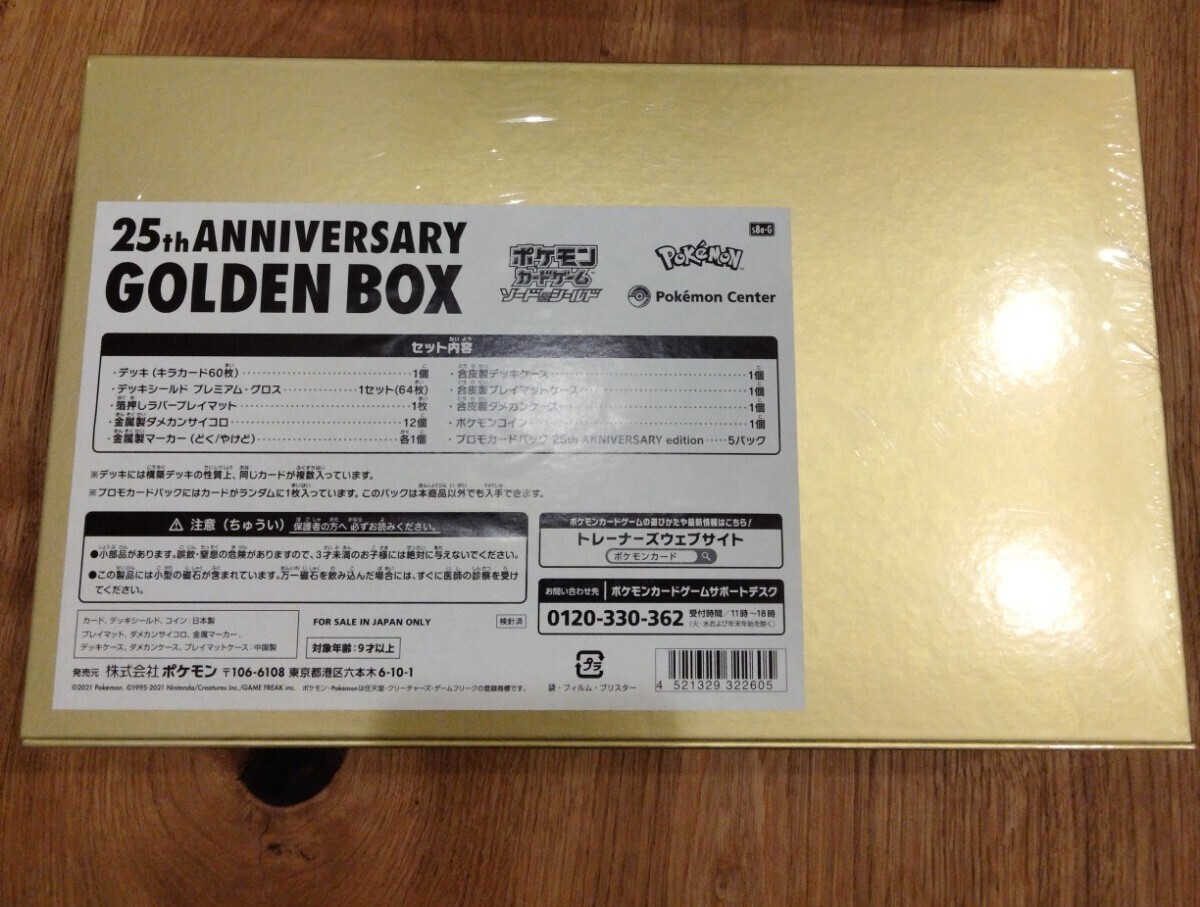 25th ANNIVERSARY
GOLDEN BOX
ポケモン
カードゲーム
ソード&シールド
s8a-G
Pokémon
Pokémon Center
セット内容
・デッキ(キラカード60枚)……1個
・デッキシールド プレミアム・グロス……1セット(64枚)
・箔押しラバープレイマット……1枚
・金属製ダメカンサイコロ……12個
・金属製マーカー(どく/やけど)……各1個
・合皮製デッキケース……1個
・合皮製プレイマットケース……1個
・合皮製ダメカンケース……1個
・ポケモンコイン……1個
・プロモカードパック 25th ANNIVERSARY edition……5パック
※デッキには構築デッキの性質上、同じカードが複数入っています。
※プロモカードパックにはカードがランダムに1枚入っています。このパックは本商品以外でも入手できます。
⚠ 注意(ちゅうい) 保護者の方へ 必ずお読みください。
●小部品があります。誤飲・窒息の危険がありますので、3才未満のお子様には絶対に与えないでください。
●この製品には小型の磁石が含まれています。万一磁石を飲み込んだ場合には、すぐに医師の診察を受け
てください。
ポケモンカードゲームの遊びかたや最新情報はこちら!
トレーナーズウェブサイト
ポケモンカード
お問い合わせ先 ポケモンカードゲームサポートデスク
0120-330-362 受付時間/11時~18時
(火・水および年末年始を除く)
カード、デッキシールド、コイン:日本製
プレイマット、ダメカンサイコロ、金属マーカー、
デッキケース、ダメカンケース、プレイマットケース:中国製
FOR SALE IN JAPAN ONLY
検針済
対象年齢:9才以上
発売元 株式会社 ポケモン 〒106-6108 東京都港区六本木6-10-1
©2021 Pokémon. ©1995-2021 Nintendo/Creatures Inc./GAME FREAK inc. ポケモン・Pokémonは任天堂・クリーチャーズ・ゲームフリークの登録商標です。
プラ
袋・フィルム・ブリスター
4 521329 322605